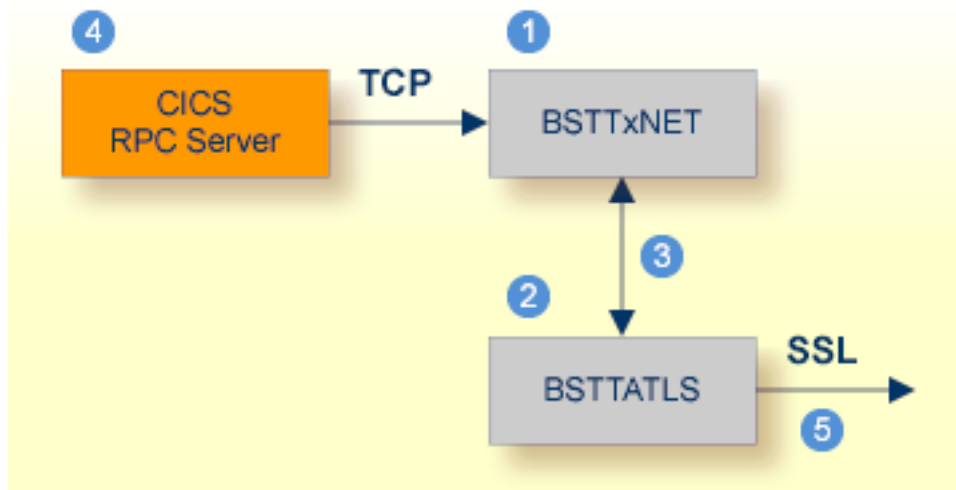 4
1
TCP
CICS
RPC Server
BSTTxNET
3
2
SSL
BSTTATLS
5